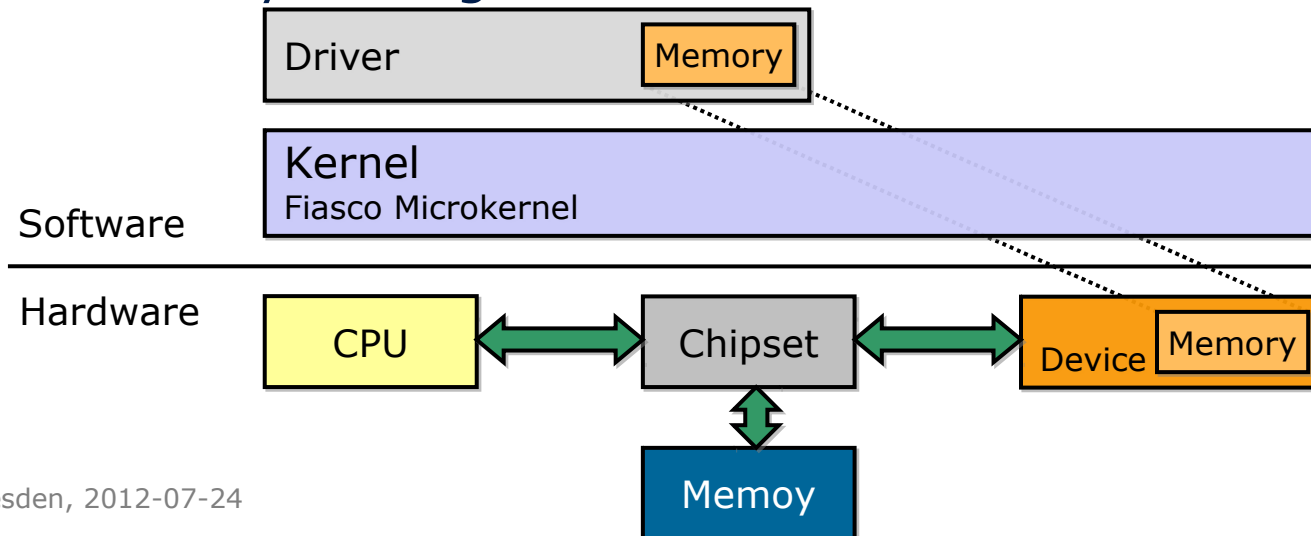 Driver
Memory
Kernel
Fiasco Microkernel
Software
Hardware
CPU
Chipset
Device
Memory
Memoy
sden, 2012-07-24